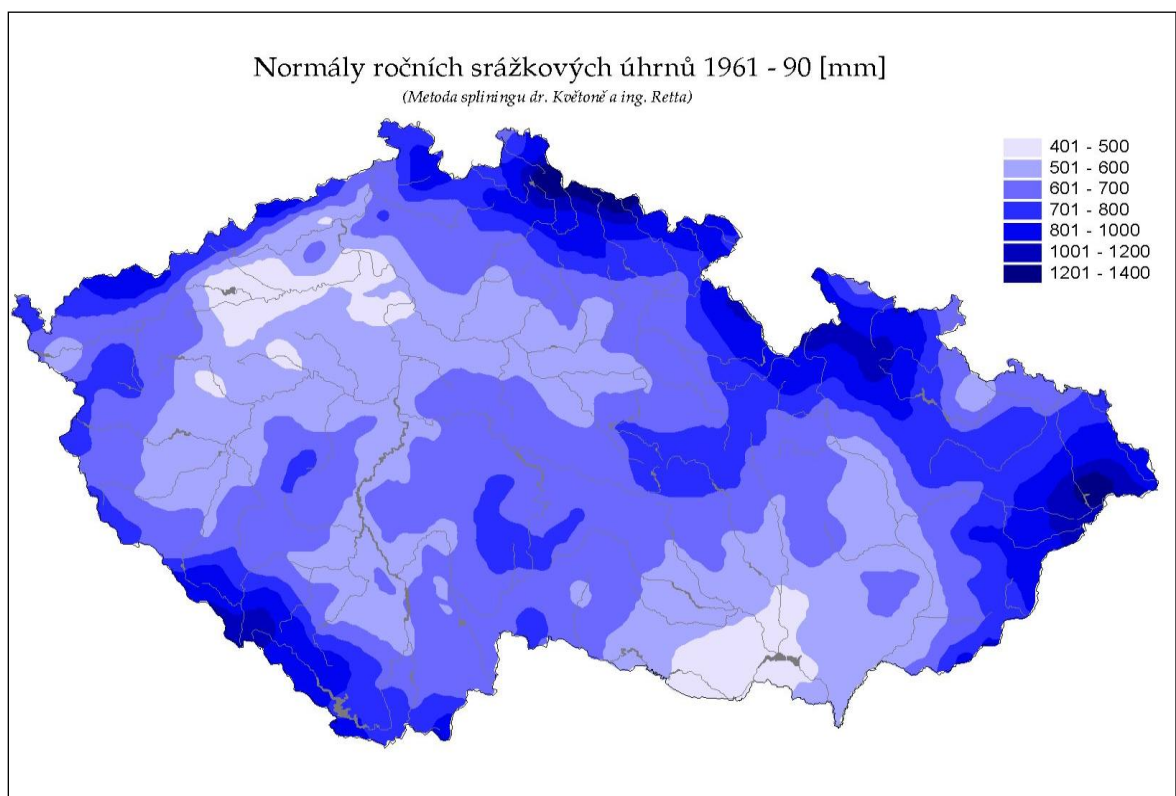 Normály ročních srážkových úhrnů 1961 - 90 [mm]
(Metoda spliningu dr. Květoně a ing. Retta)
401 - 500
501 - 600
601 - 700
701 - 800
801 - 1000
1001 - 1200
1201 - 1400